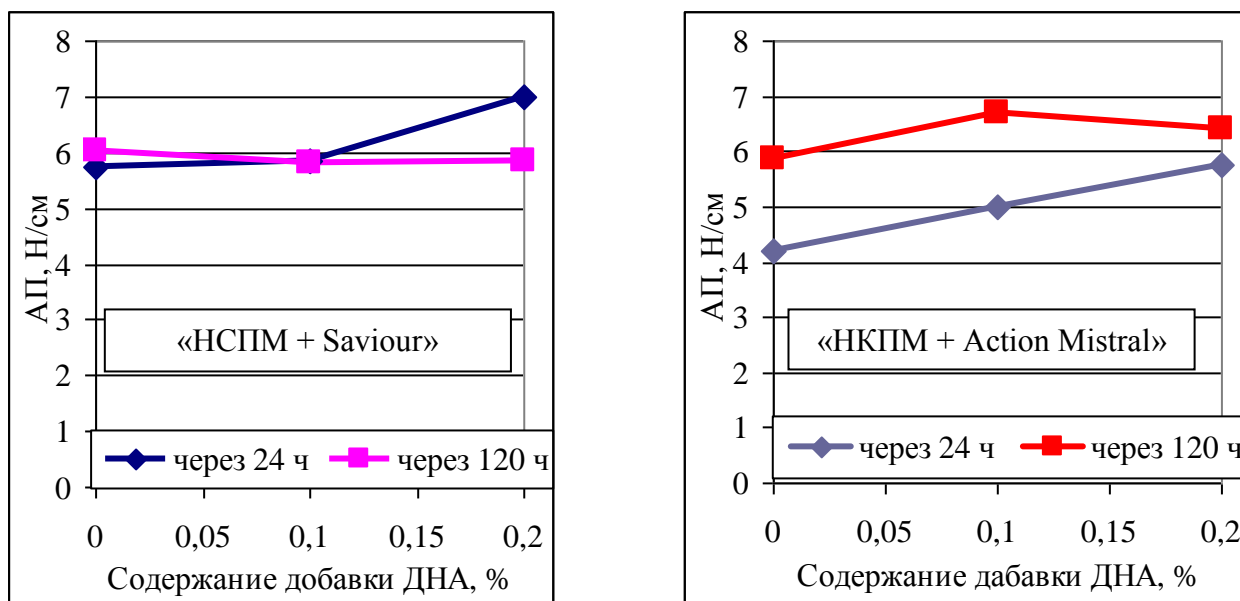 8
7
6
5
4
3
2
1
0
АП, Н/см
«НСПМ + Saviour»
через 24 ч
через 120 ч
0
0,05
0,1
0,15
0,2
Содержание добавки ДНА, %
8
7
6
5
4
3
2
1
0
АП, Н/см
«НКПМ + Action Mistral»
через 24 ч
через 120 ч
0
0,05
0,1
0,15
0,2
Содержание дабавки ДНА, %